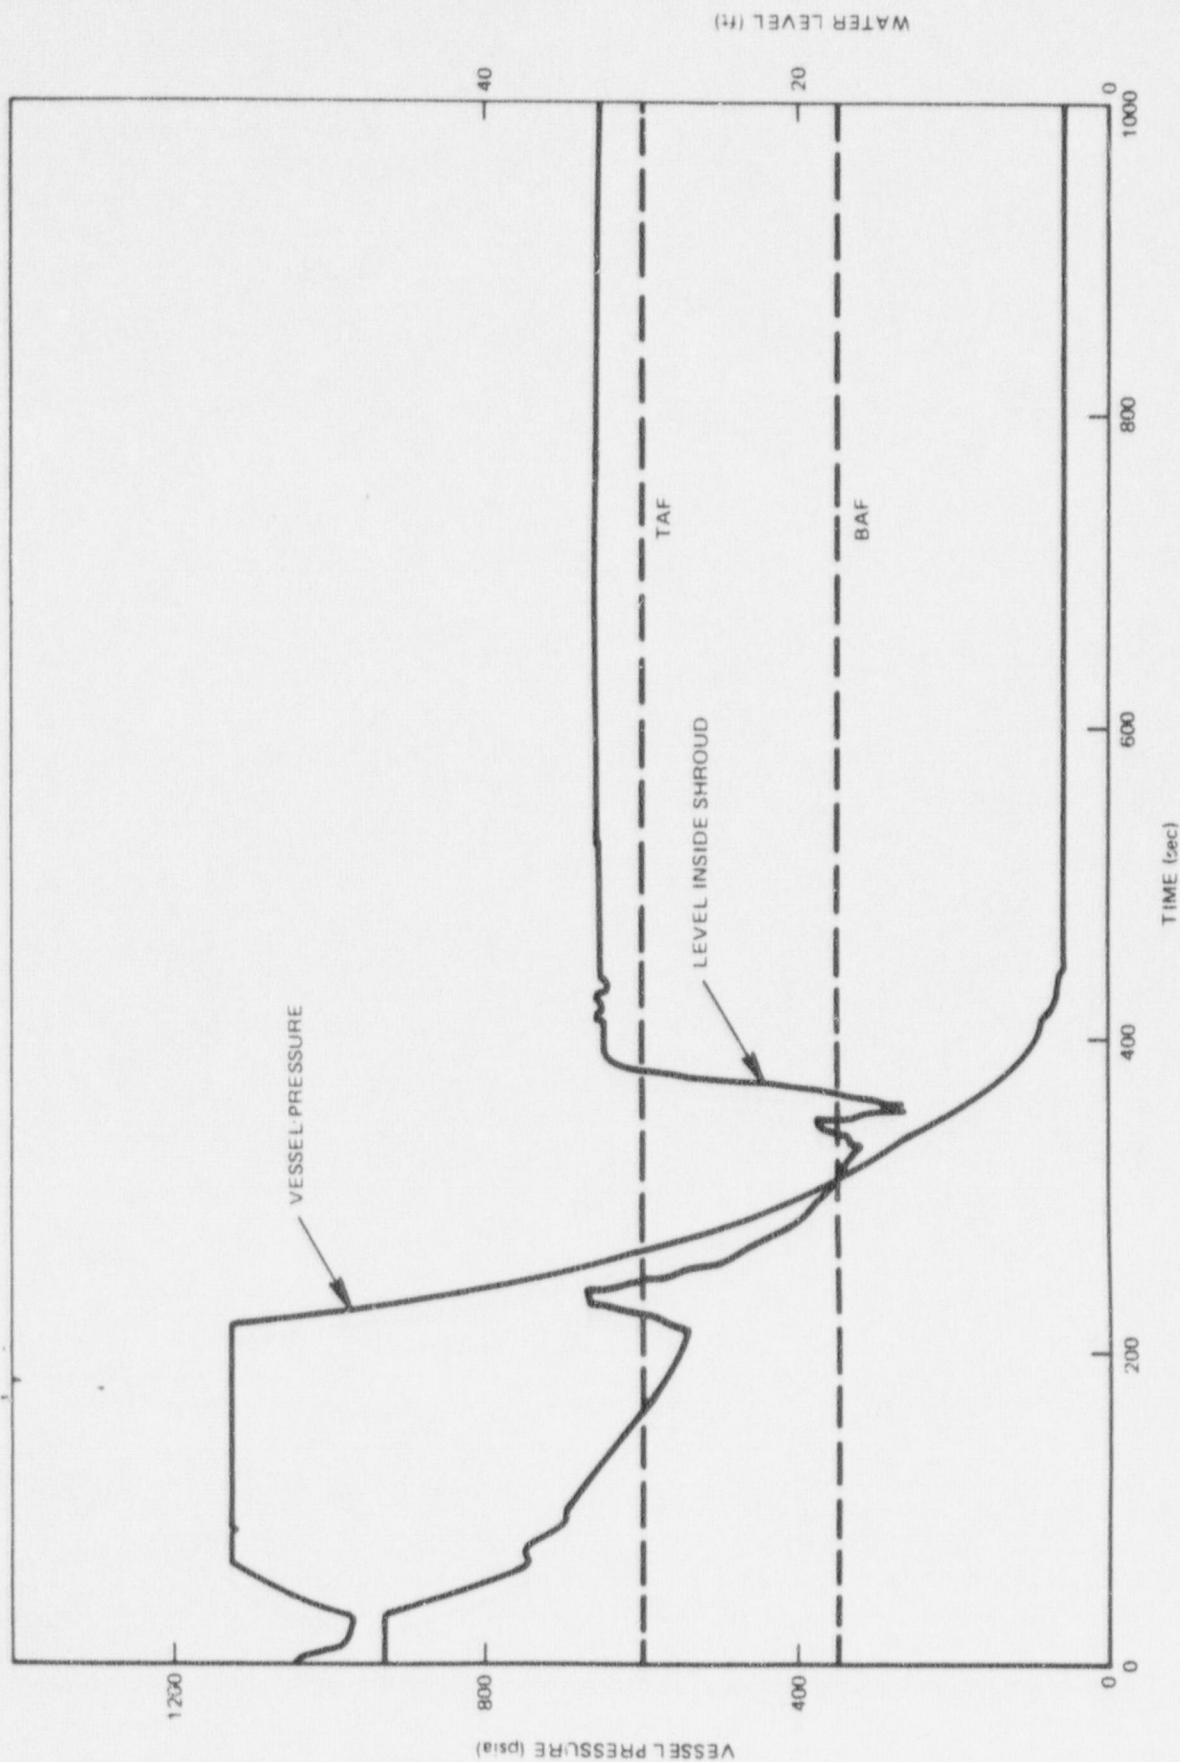 VESSEL PRESSURE (psia)
1200
800
400
0
VESSEL PRESSURE
LEVEL INSIDE SHROUD
TAF
BAF
WATER LEVEL (ft)
40
20
0
0
200
400
600
800
1000
TIME (sec)